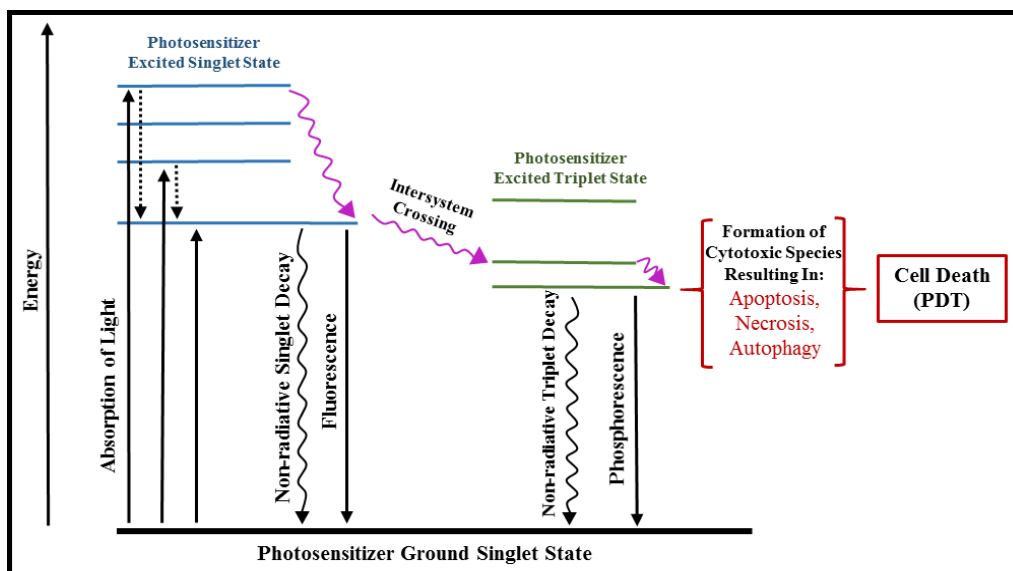 Photosensitizer
Excited Singlet State
Energy
Absorption of Light
Non-radiative Singlet Decay
Fluorescence
Intersystem
Crossing
Photosensitizer
Excited Triplet State
Non-radiative Triplet Decay
Phosphorescence
Formation of
Cytotoxic Species
Resulting In:
Apoptosis,
Necrosis,
Autophagy
Cell Death
(PDT)
Photosensitizer Ground Singlet State